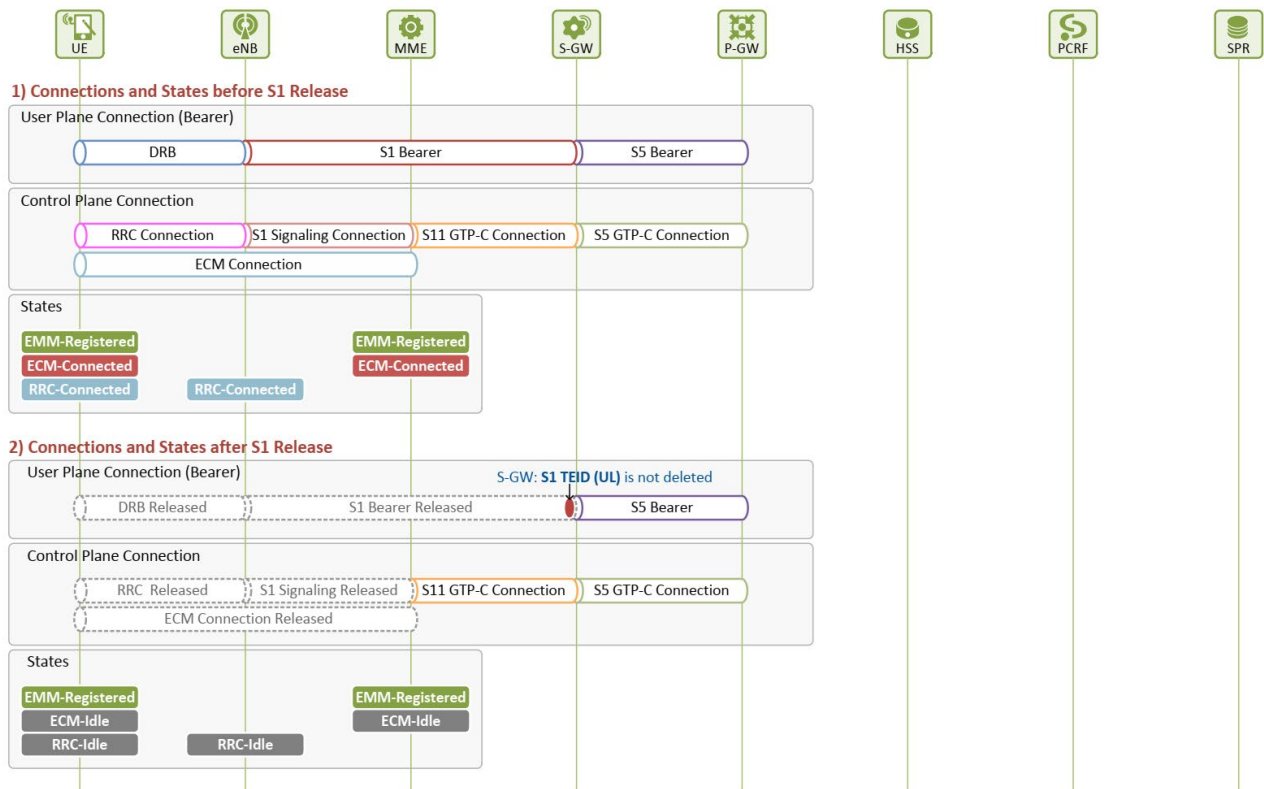 UE eNB MME S-GW P-GW HSS PCRF SPR
1) Connections and States before S1 Release
User Plane Connection (Bearer)
DRB S1 Bearer S5 Bearer
Control Plane Connection
RRC Connection S1 Signaling Connection S11 GTP-C Connection S5 GTP-C Connection
ECM Connection
States
EMM-Registered EMM-Registered
ECM-Connected ECM-Connected
RRC-Connected RRC-Connected
2) Connections and States after S1 Release
User Plane Connection (Bearer)
S-GW: S1 TEID (UL) is not deleted
DRB Released S1 Bearer Released S5 Bearer
Control Plane Connection
RRC Released S1 Signaling Released S11 GTP-C Connection S5 GTP-C Connection
ECM Connection Released
States
EMM-Registered EMM-Registered
ECM-Idle ECM-Idle
RRC-Idle RRC-Idle